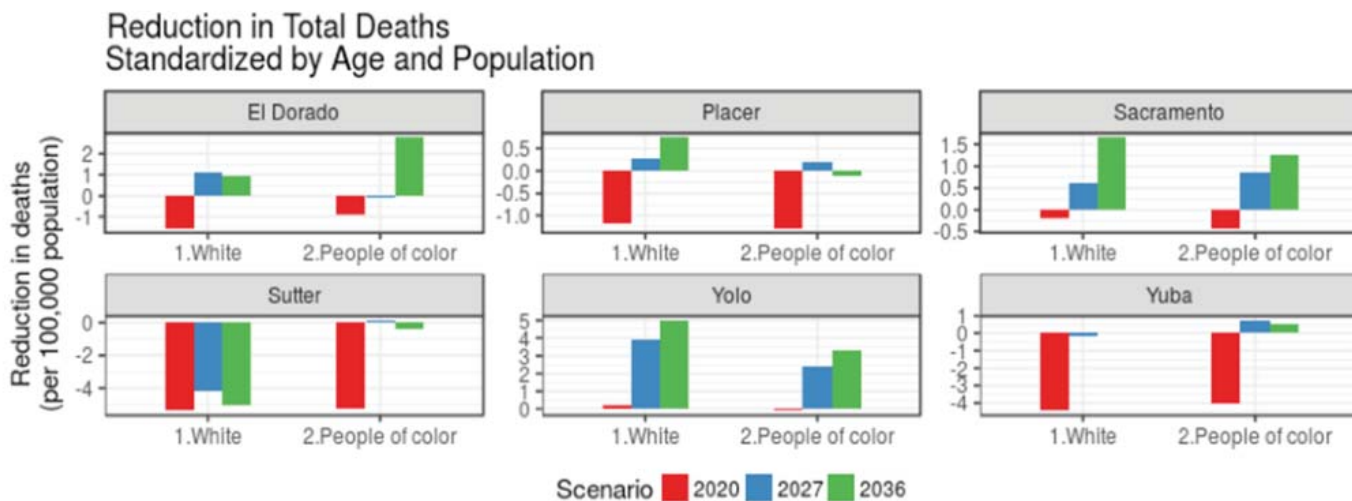 Reduction in Total Deaths
Standardized by Age and Population
Reduction in deaths
(per 100,000 population)
El Dorado
2
1
0
-1
1.White 2.People of color
Placer
0.5
0.0
-0.5
-1.0
1.White 2.People of color
Sacramento
1.5
1.0
0.5
0.0
-0.5
1.White 2.People of color
Sutter
0
-2
-4
1.White 2.People of color
Yolo
5
4
3
2
1
0
1.White 2.People of color
Yuba
1
0
-1
-2
-3
-4
1.White 2.People of color
Scenario 2020 2027 2036